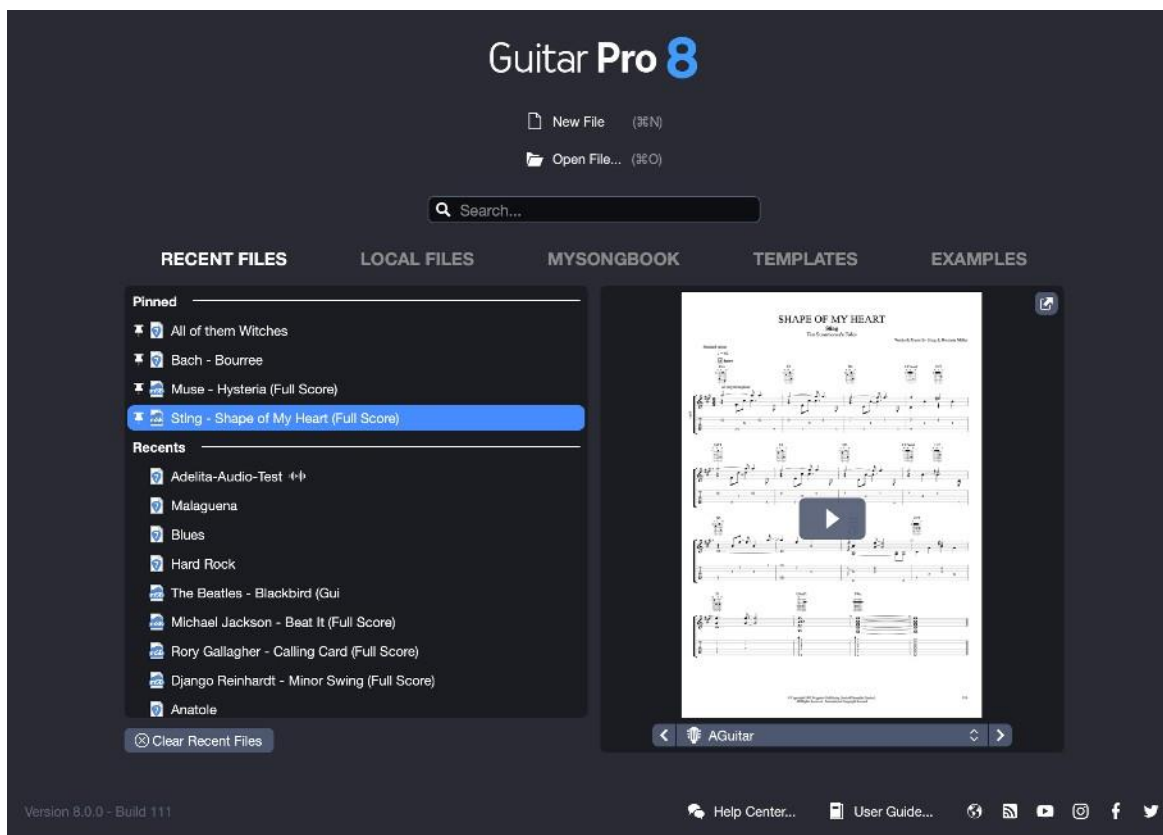 Guitar Pro 8
New File (⌘N)
Open File... (⌘O)
Search...
RECENT FILES LOCAL FILES MYSONGBOOK TEMPLATES EXAMPLES
Pinned
All of them Witches
Bach - Bourree
Muse - Hysteria (Full Score)
Sting - Shape of My Heart (Full Score)
Recents
Adelita-Audio-Test
Malaguena
Blues
Hard Rock
The Beatles - Blackbird (Gui
Michael Jackson - Beat It (Full Score)
Rory Gallagher - Calling Card (Full Score)
Django Reinhardt - Minor Swing (Full Score)
Anatole
Clear Recent Files
SHAPE OF MY HEART
Sting
AGuitar
Version 8.0.0 - Build 111
Help Center... User Guide...